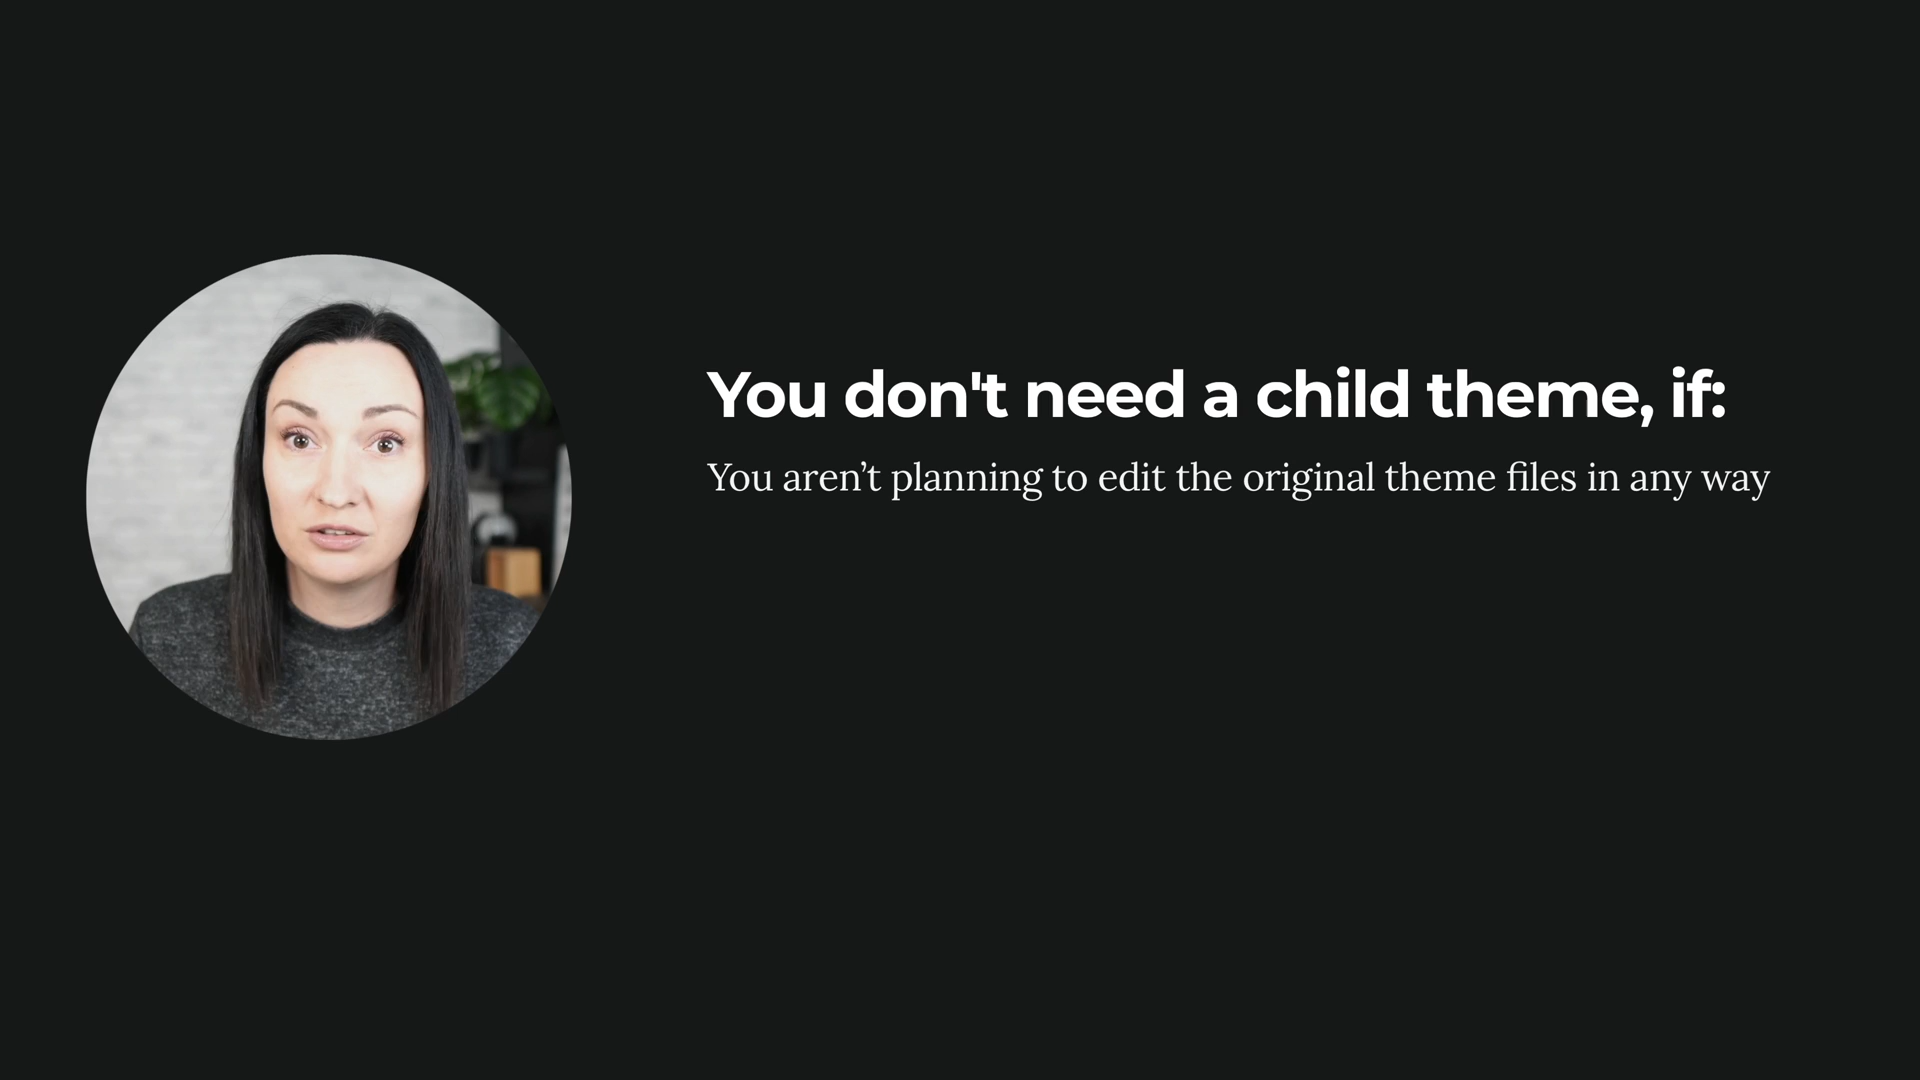 You don't need a child theme, if:
You aren’t planning to edit the original theme files in any way